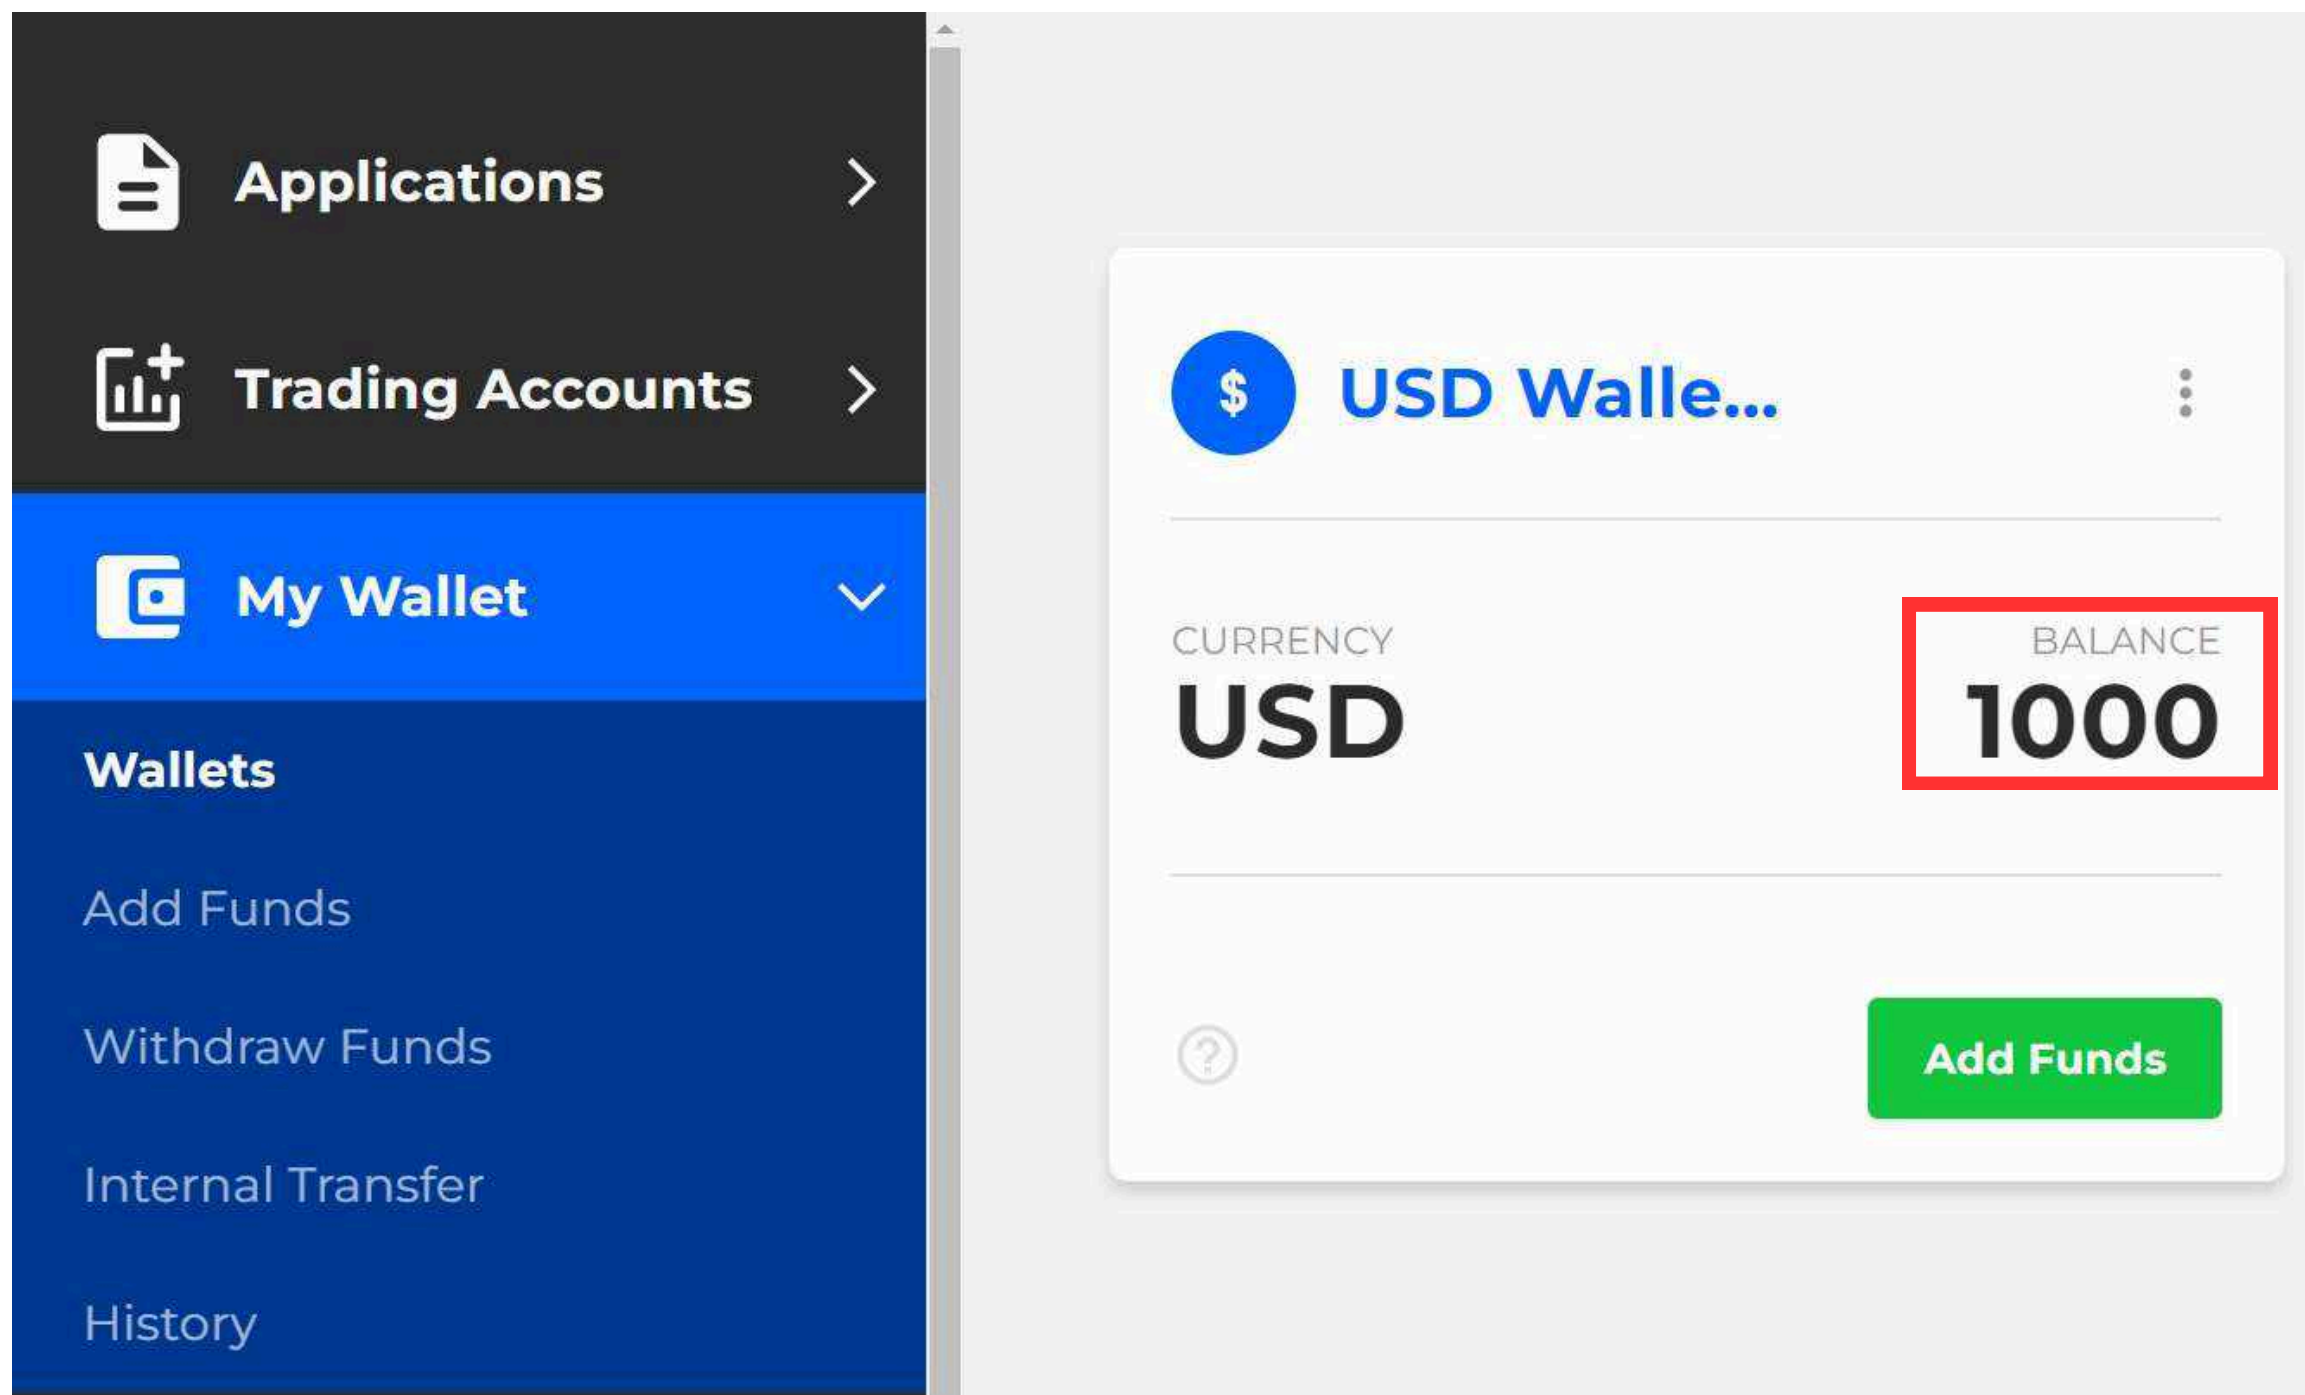 Applications
Trading Accounts
My Wallet
Wallets
Add Funds
Withdraw Funds
Internal Transfer
History
$ USD Walle...
CURRENCY BALANCE
USD 1000
? Add Funds